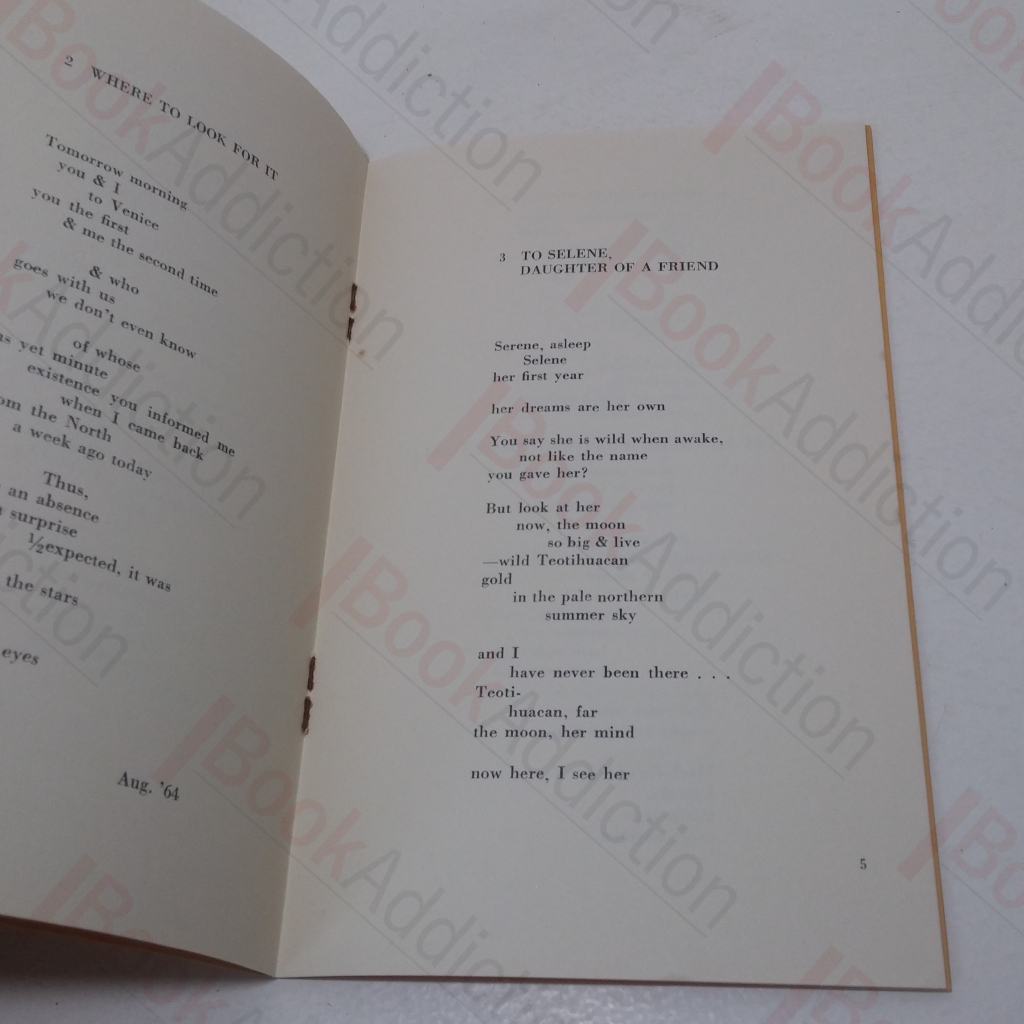 2 WHERE TO LOOK FOR IT
Tomorrow morning
you & I
to Venice
you the first
& me the second time
& who
goes with us
we don't even know
of whose
yet minute
existence you informed me
when I came back
the North
a week ago today
Thus,
an absence
surprise
½expected, it was
the stars
eyes
Aug. '64
3 TO SELENE,
DAUGHTER OF A FRIEND
Serene, asleep
Selene
her first year
her dreams are her own
You say she is wild when awake,
not like the name
you gave her?
But look at her
now, the moon
so big & live
—wild Teotihuacan
gold
in the pale northern
summer sky
and I
have never been there . . .
Teoti-
huacan, far
the moon, her mind
now here, I see her
5
BookAddiction